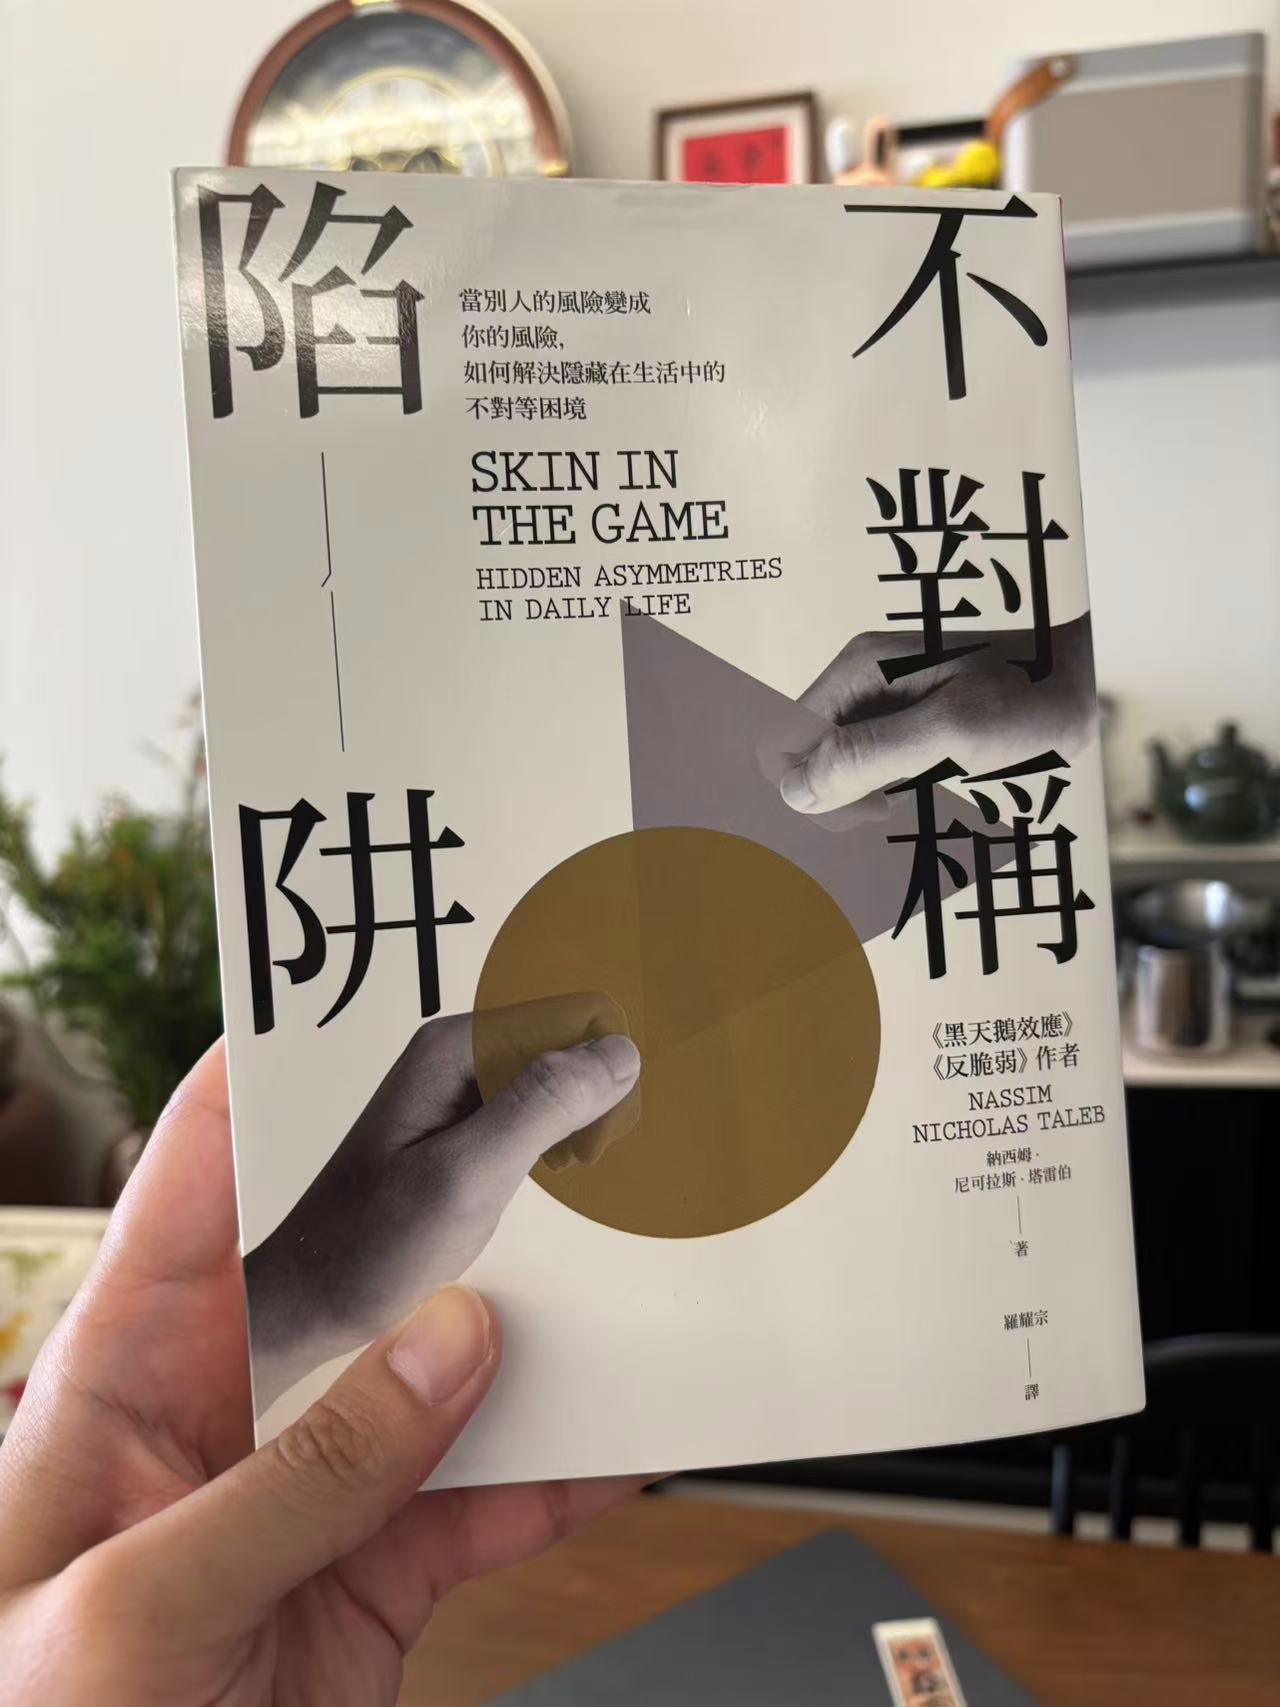 不對稱
陷阱
當別人的風險變成
你的風險,
如何解決隱藏在生活中的
不對等困境
SKIN IN
THE GAME
HIDDEN ASYMMETRIES
IN DAILY LIFE
《黑天鵝效應》
《反脆弱》作者
NASSIM
NICHOLAS TALEB
納西姆·
尼可拉斯·塔雷伯
著
羅耀宗
譯